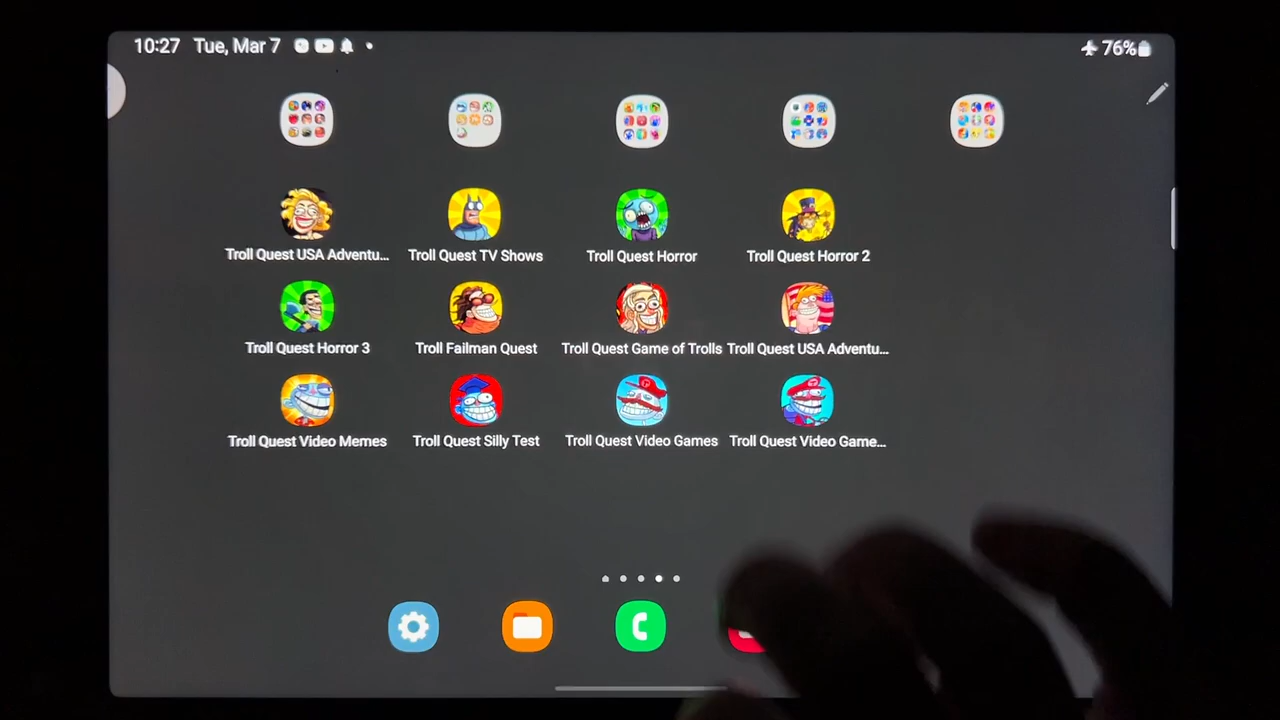 10:27 Tue, Mar 7 76%
Troll Quest USA Adventu... Troll Quest TV Shows Troll Quest Horror Troll Quest Horror 2
Troll Quest Horror 3 Troll Failman Quest Troll Quest Game of Trolls Troll Quest USA Adventu...
Troll Quest Video Memes Troll Quest Silly Test Troll Quest Video Games Troll Quest Video Game...